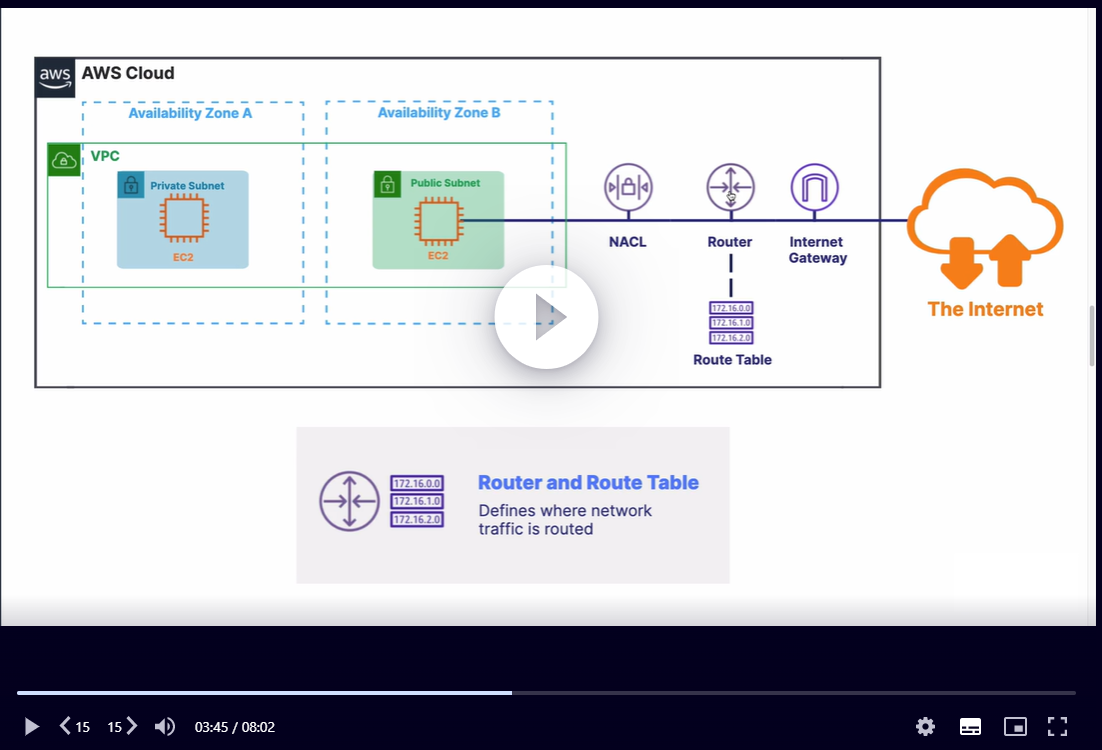 aws
AWS Cloud
Availability Zone A
Availability Zone B
VPC
Private Subnet
Public Subnet
EC2
EC2
NACL
Router
Internet
Gateway
172.16.0.0
172.16.1.0
172.16.2.0
Route Table
The Internet
172.16.0.0
172.16.1.0
172.16.2.0
Router and Route Table
Defines where network
traffic is routed
15
15
03:45 / 08:02